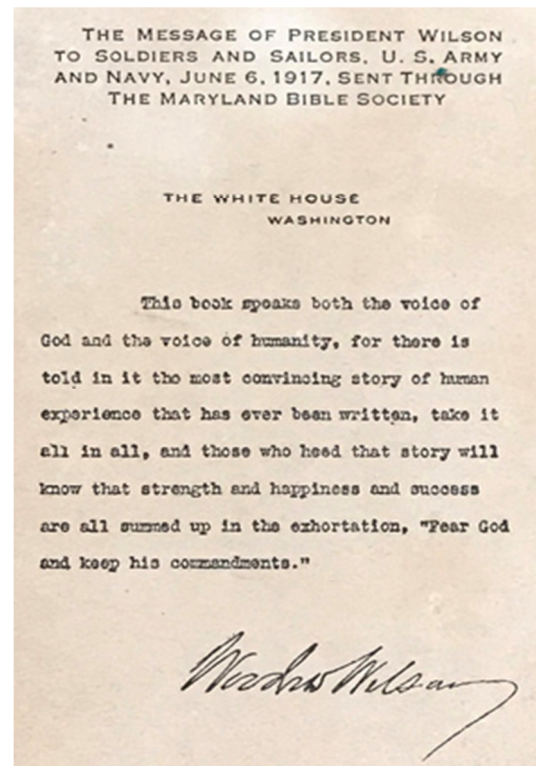 THE MESSAGE OF PRESIDENT WILSON
TO SOLDIERS AND SAILORS, U. S. ARMY
AND NAVY, JUNE 6, 1917, SENT THROUGH
THE MARYLAND BIBLE SOCIETY
THE WHITE HOUSE
WASHINGTON
This book speaks both the voice of
God and the voice of humanity, for there is
told in it the most convincing story of human
experience that has ever been written, take it
all in all, and those who heed that story will
know that strength and happiness and success
are all summed up in the exhortation, "Fear God
and keep his commandments."
Woodrow Wilson